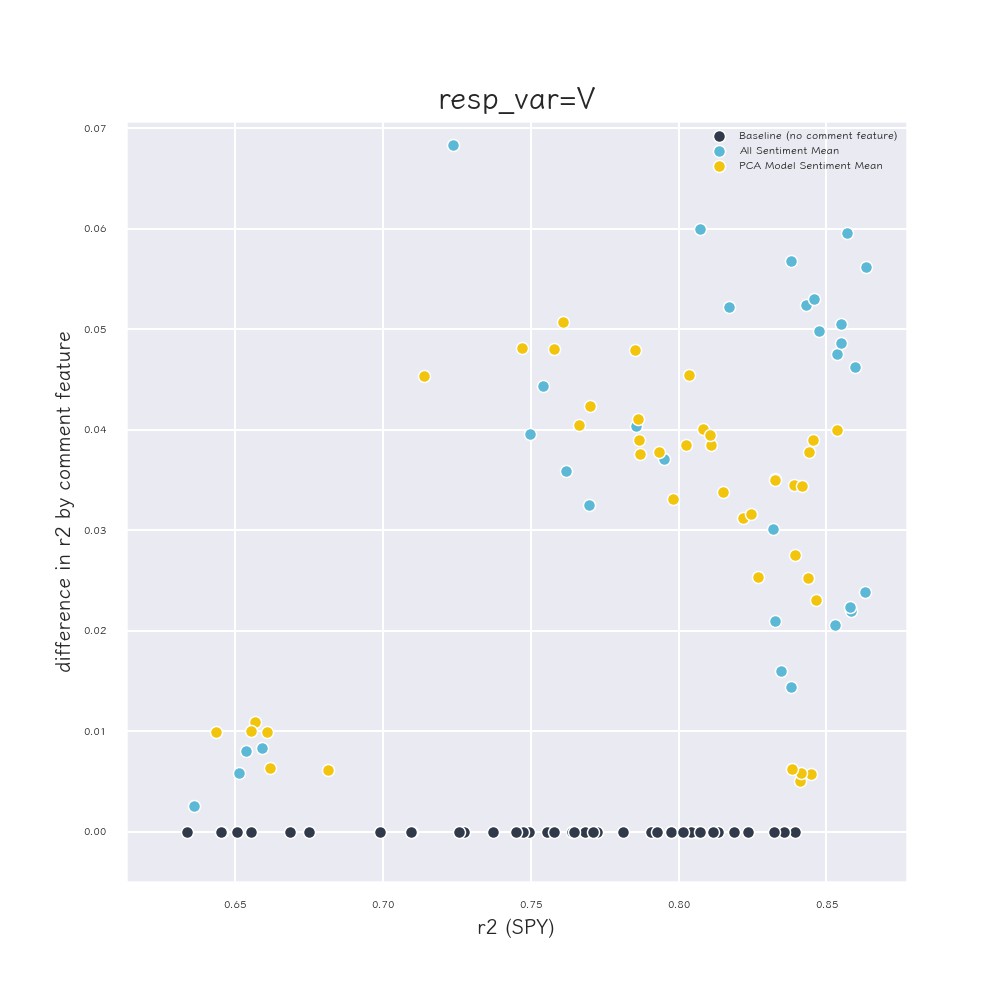 resp_var=V
Baseline (no comment feature)
All Sentiment Mean
PCA Model Sentiment Mean
0.07
0.06
0.05
0.04
0.03
0.02
0.01
0.00
difference in r2 by comment feature
0.65 0.70 0.75 0.80 0.85
r2 (SPY)